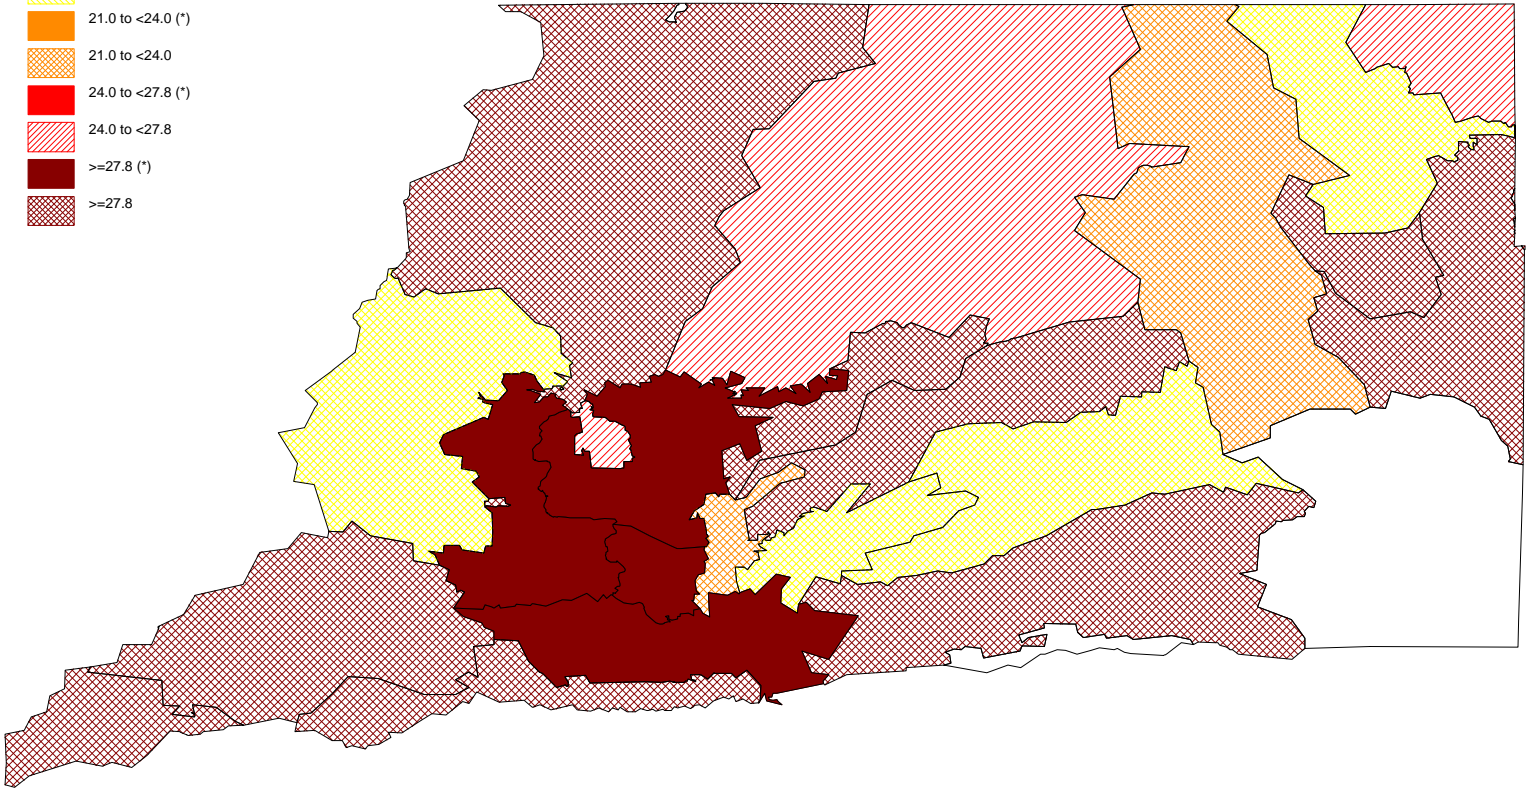 21.0 to <24.0 (*)
21.0 to <24.0
24.0 to <27.8 (*)
24.0 to <27.8
>=27.8 (*)
>=27.8